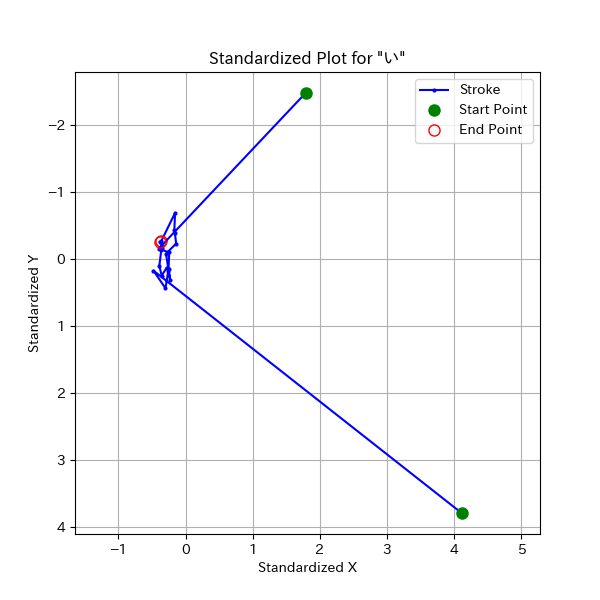 Standardized Plot for "い"
Stroke
Start Point
End Point
Standardized Y
−2
−1
0
1
2
3
4
−1 0 1 2 3 4 5
Standardized X